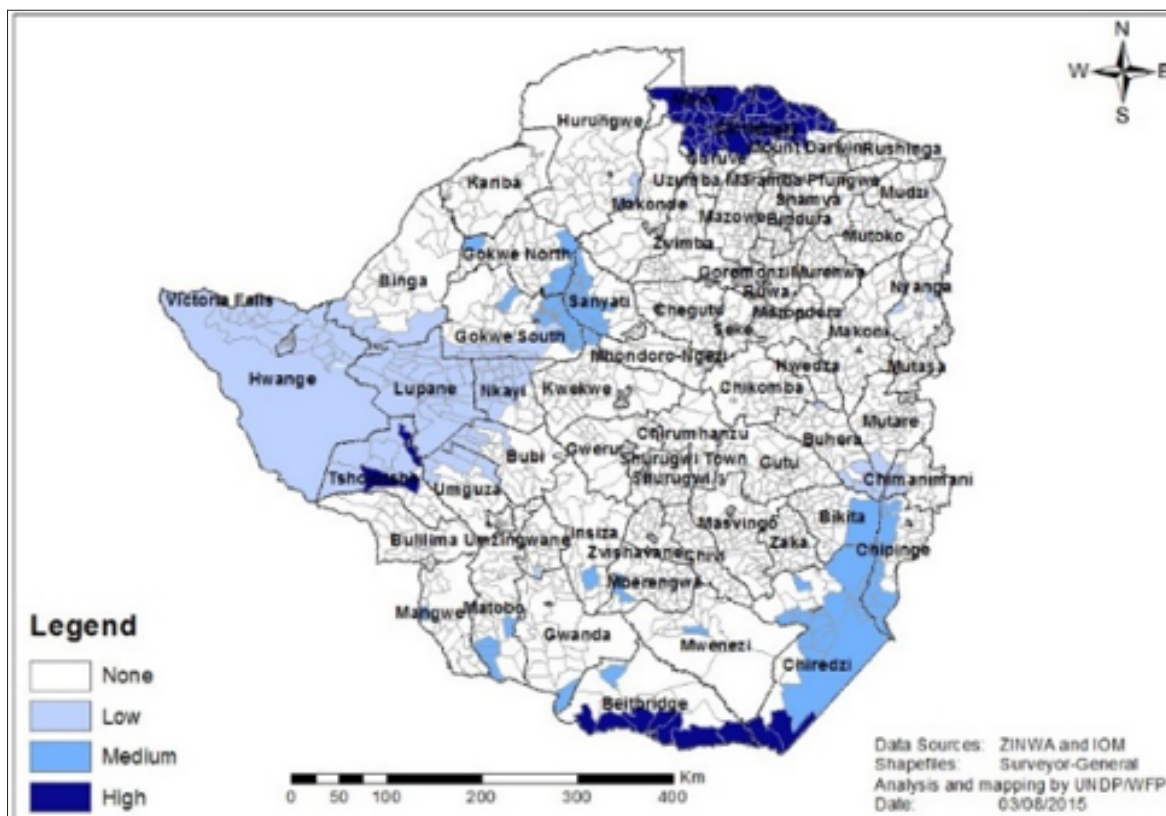 N
W E
S
Hurungwe
Mount Darwin Rushinga
Guruve
Kariba
Uzumba Maramba Pfungwe
Shamva
Mudzi
Makonde
Mazowe Bindura
Mutoko
Zvimba
Gokwe North
Goromonzi Murehwa
Binga
Ruwa
Nyanga
Victoria Falls
Sanyati
Chegutu
Marondera
Seke
Makoni
Gokwe South
Mhondoro-Ngezi
Hwedza
Mutasa
Hwange
Lupane
Nkayi
Kwekwe
Chikomba
Mutare
Chirumhanzu
Buhera
Gweru
Bubi
Shurugwi Town
Gutu
Tsholotsho
Shurugwi
Chimanimani
Umguza
Masvingo
Bikita
Insiza
Bulilima Umzingwane
Zaka
Zvishavane
Chivi
Chipinge
Mberengwa
Mangwe
Matobo
Legend
Gwanda
Mwenezi
Chiredzi
None
Low
Beitbridge
Medium
High
Km
0 50 100 200 300 400
Data Sources: ZINWA and IOM
Shapefiles: Surveyor-General
Analysis and mapping by UNDP/WFP
Date: 03/08/2015